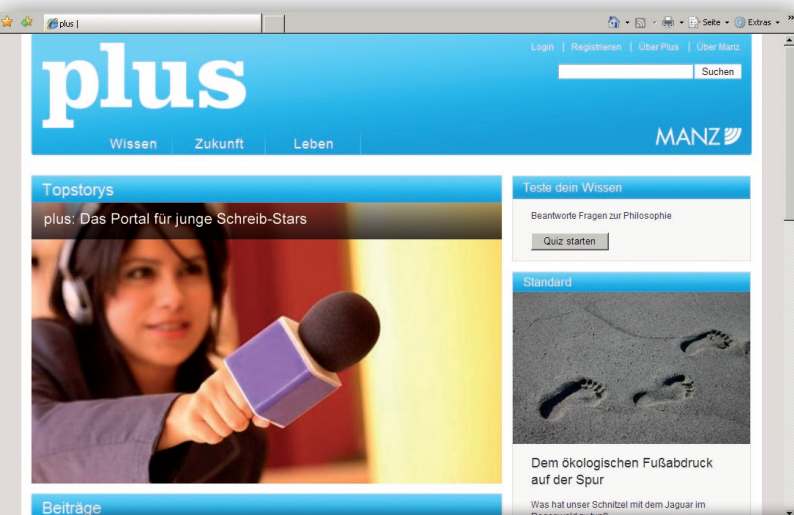 plus |
Seite
Extras
plus
Login | Registrieren | Über Plus | Über Manz
Suchen
Wissen
Zukunft
Leben
MANZ
Topstorys
plus: Das Portal für junge Schreib-Stars
Teste dein Wissen
Beantworte Fragen zur Philosophie
Quiz starten
Standard
Dem ökologischen Fußabdruck
auf der Spur
Was hat unser Schnitzel mit dem Jaguar im
Beiträge